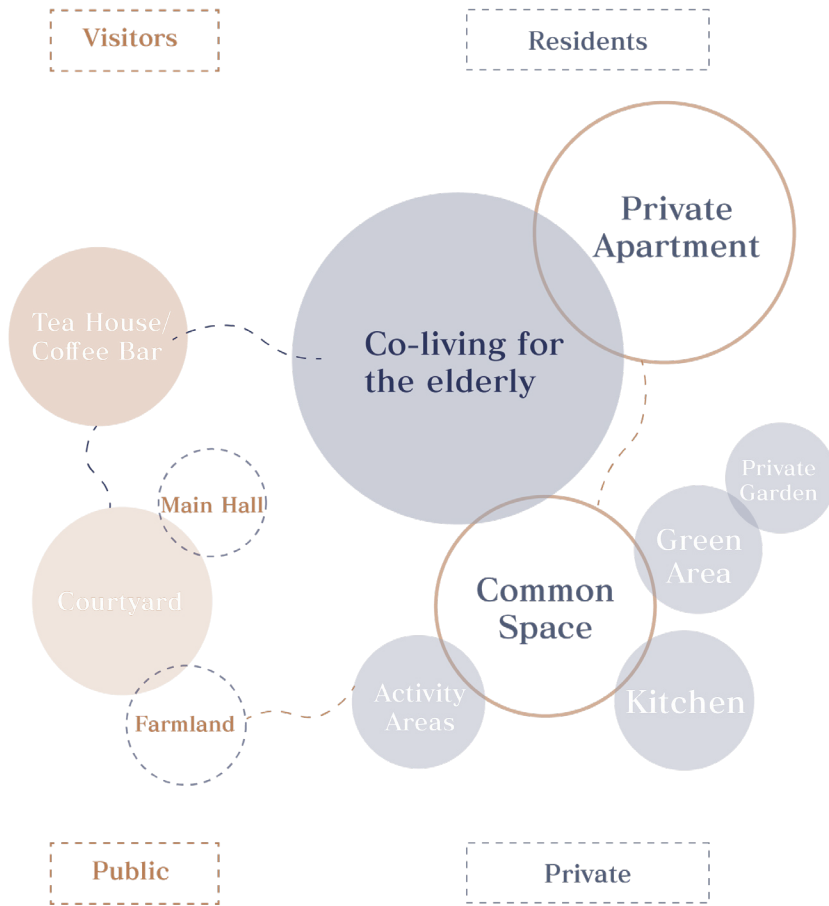 Visitors
Residents
Private
Apartment
Tea House/
Coffee Bar
Co-living for
the elderly
Main Hall
Private
Garden
Green
Area
Courtyard
Common
Space
Activity
Areas
Kitchen
Farmland
Public
Private